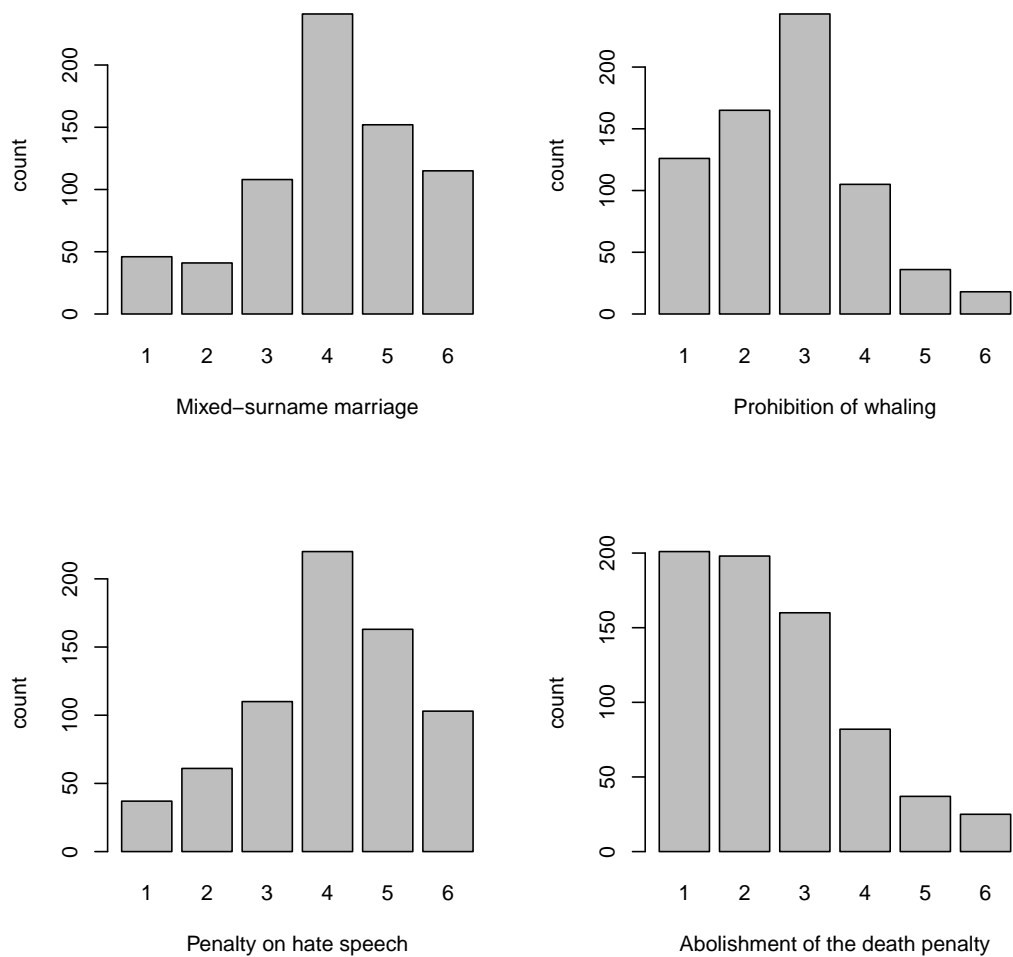 200
150
100
50
0
count
1 2 3 4 5 6
Mixed−surname marriage
200
150
100
50
0
count
1 2 3 4 5 6
Prohibition of whaling
200
150
100
50
0
count
1 2 3 4 5 6
Penalty on hate speech
200
150
100
50
0
count
1 2 3 4 5 6
Abolishment of the death penalty